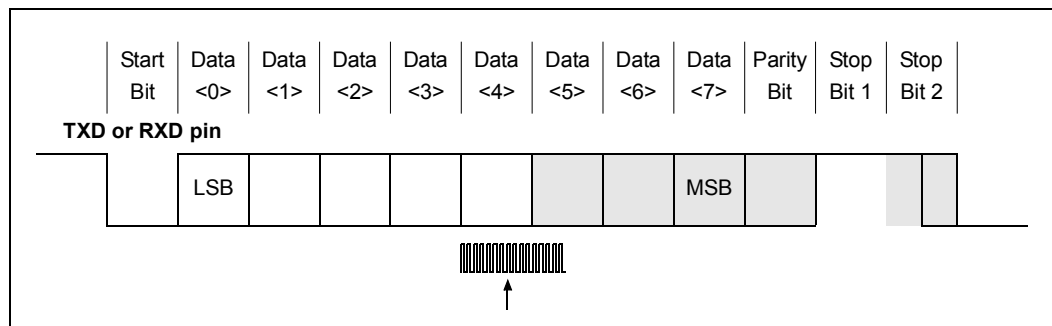 Start Data Data Data Data Data Data Data Data Parity Stop Stop
Bit <0> <1> <2> <3> <4> <5> <6> <7> Bit Bit 1 Bit 2
TXD or RXD pin
LSB MSB